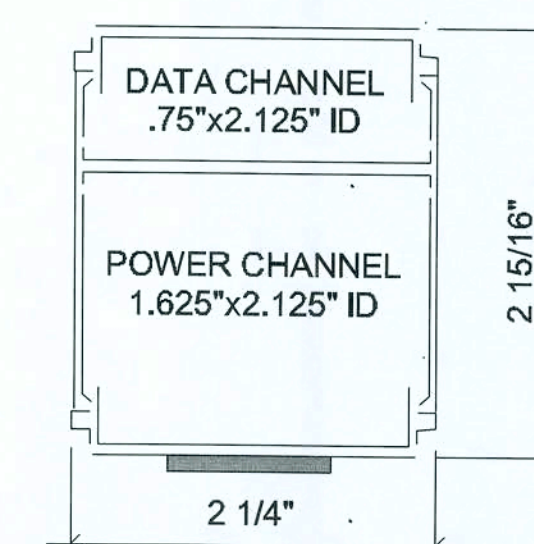 DATA CHANNEL
.75"x2.125" ID
POWER CHANNEL
1.625"x2.125" ID
2 15/16"
2 1/4"